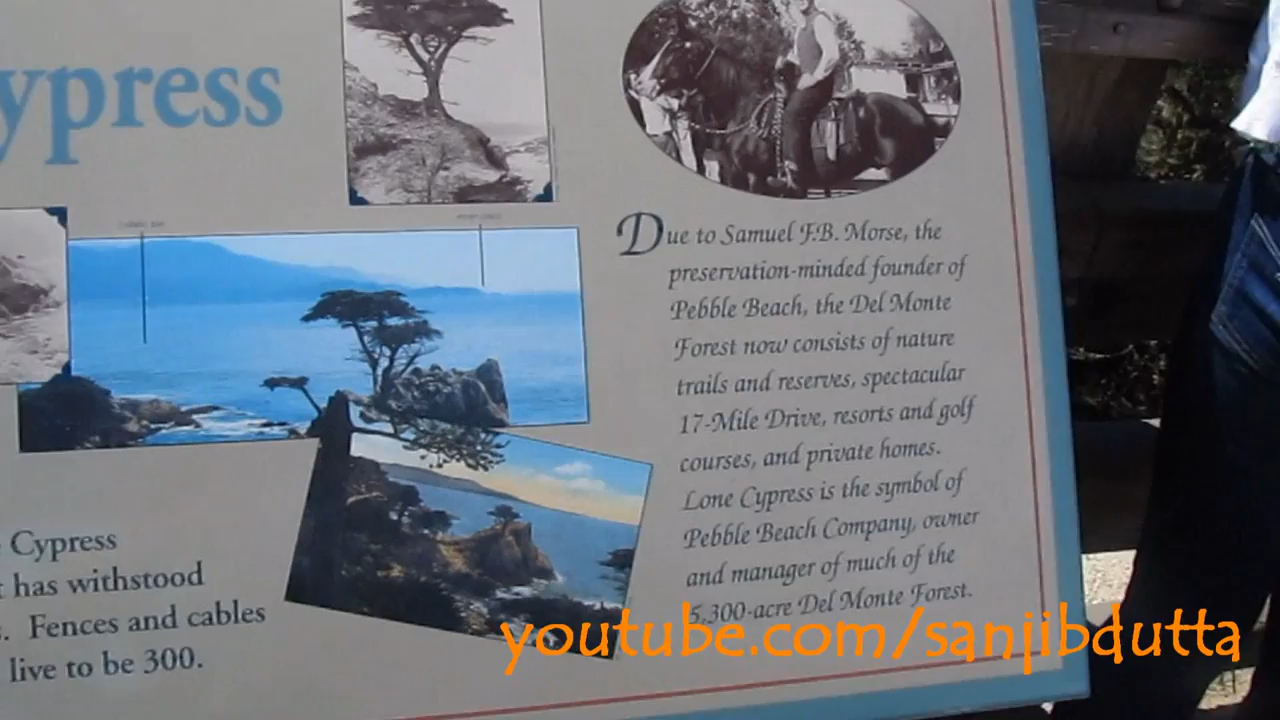 ypress
Due to Samuel F.B. Morse, the
preservation-minded founder of
Pebble Beach, the Del Monte
Forest now consists of nature
trails and reserves, spectacular
17-Mile Drive, resorts and golf
courses, and private homes.
Lone Cypress is the symbol of
Pebble Beach Company, owner
and manager of much of the
5,300-acre Del Monte Forest.
Cypress
t has withstood
s. Fences and cables
live to be 300.
youtube.com/sanjibdutta